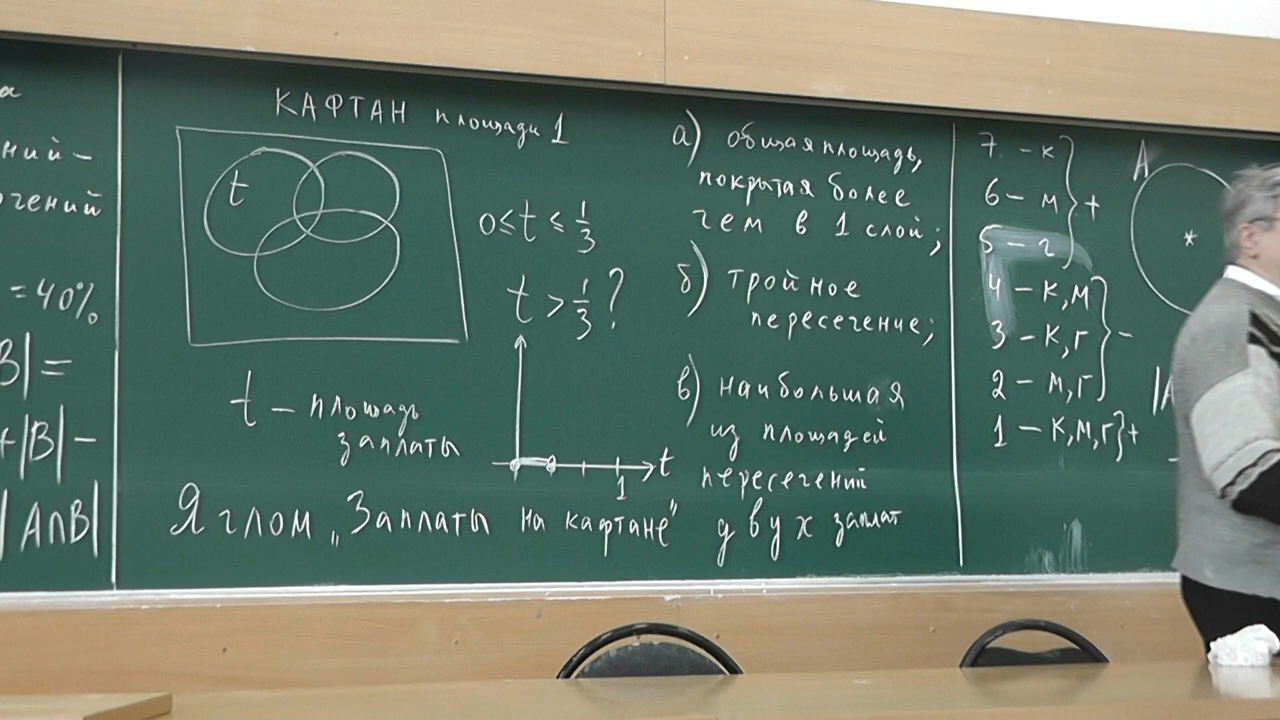 ний-
чений
=40%
B| =
+|B| -
|A∩B|
КАФТАН площади 1
t
0≤t≤1/3
t>1/3?
t - площадь
заплаты
t
1
Яглом „Заплаты на кафтане"
а) общая площадь,
покрытая более
чем в 1 слой;
б) тройное
пересечение;
в) наибольшая
из площадей
пересечений
двух заплат
7 - к
6 - м
5 - г
+
4 - к, м
3 - к, г
2 - м, г
-
1 - к, м, г} +
A
*
|A